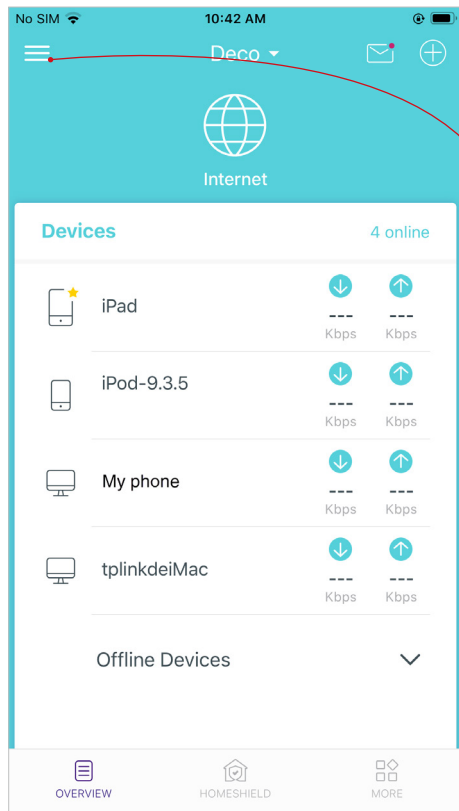 No SIM 10:42 AM
Deco
Internet
Devices 4 online
iPad
--- ---
Kbps Kbps
iPod-9.3.5
--- ---
Kbps Kbps
My phone
--- ---
Kbps Kbps
tplinkdeiMac
--- ---
Kbps Kbps
Offline Devices
OVERVIEW HOMESHIELD MORE